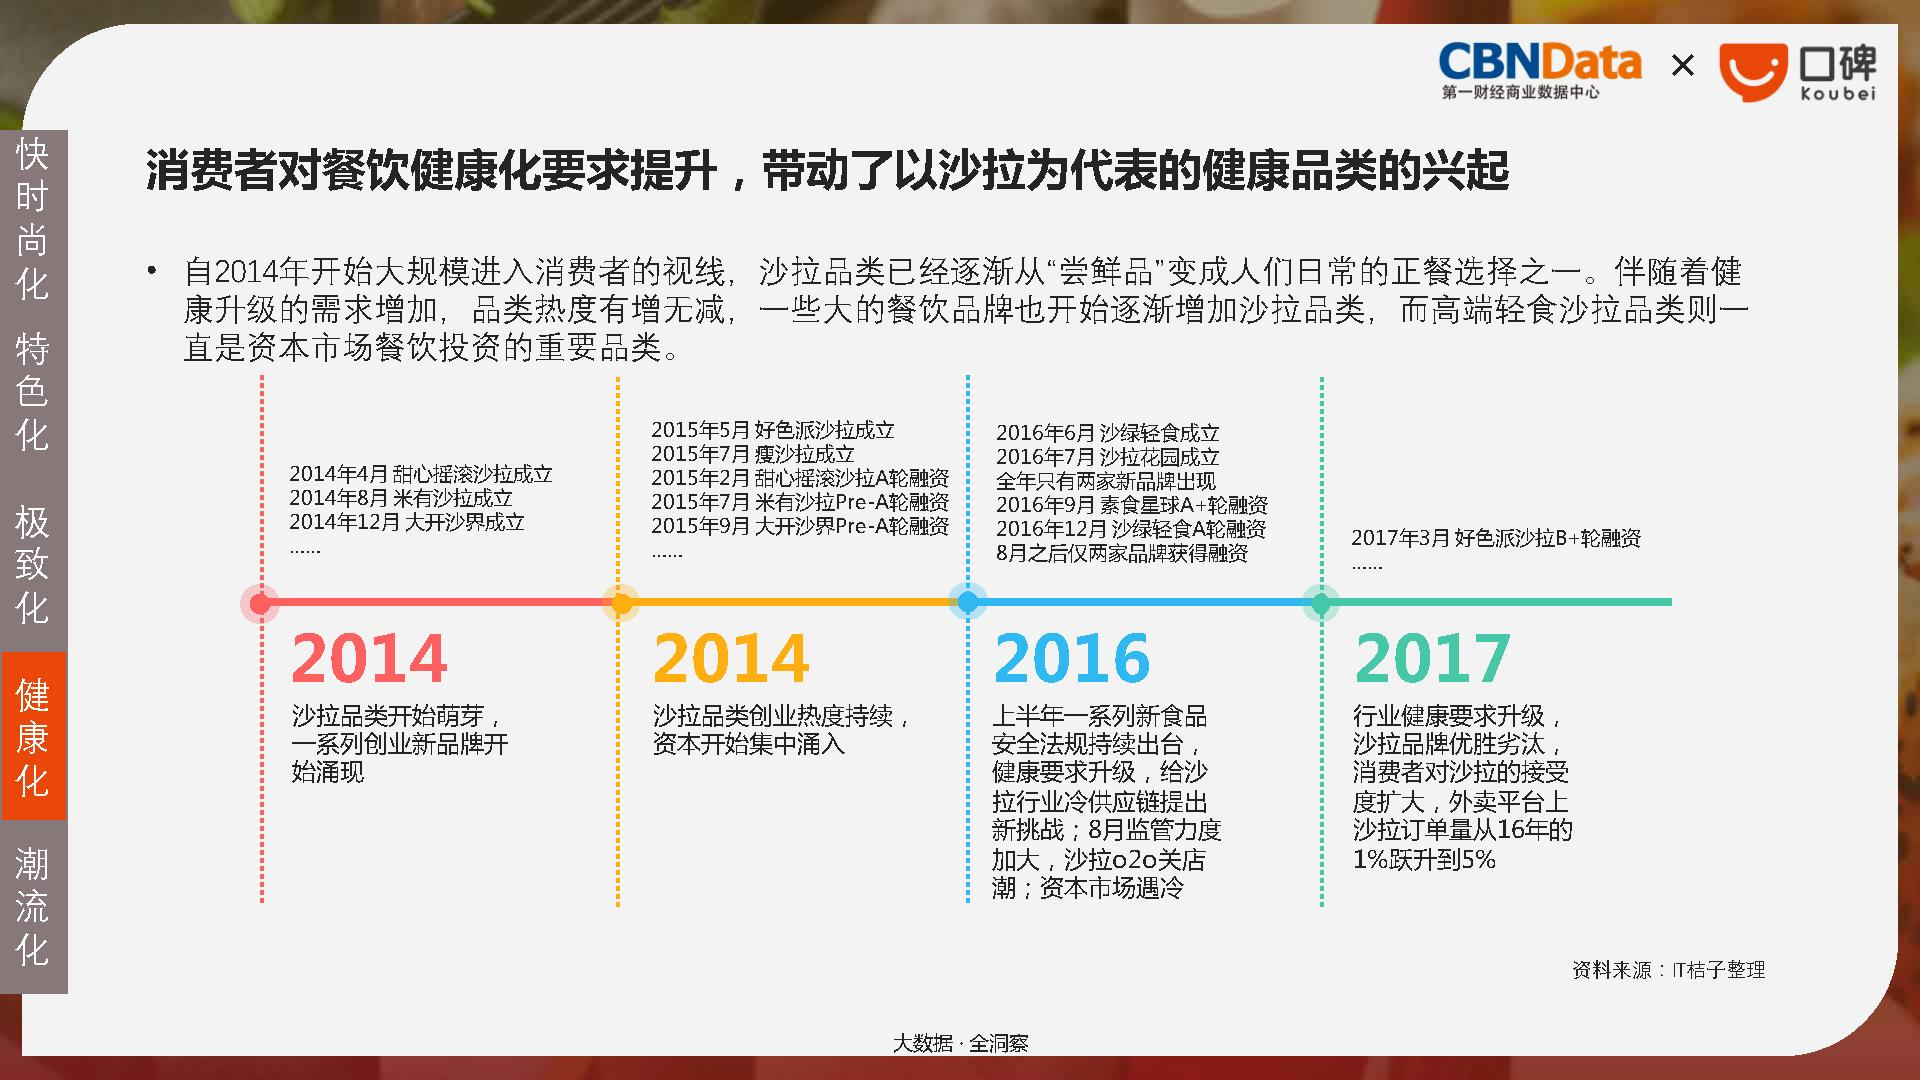 CBNData
第一财经商业数据中心
×
口碑
Koubei
快时尚化
特色化
极致化
健康化
潮流化
消费者对餐饮健康化要求提升，带动了以沙拉为代表的健康品类的兴起
• 自2014年开始大规模进入消费者的视线，沙拉品类已经逐渐从“尝鲜品”变成人们日常的正餐选择之一。伴随着健
康升级的需求增加，品类热度有增无减，一些大的餐饮品牌也开始逐渐增加沙拉品类，而高端轻食沙拉品类则一
直是资本市场餐饮投资的重要品类。
2014年4月 甜心摇滚沙拉成立
2014年8月 米有沙拉成立
2014年12月 大开沙界成立
......
2014
沙拉品类开始萌芽，
一系列创业新品牌开
始涌现
2015年5月 好色派沙拉成立
2015年7月 瘦沙拉成立
2015年2月 甜心摇滚沙拉A轮融资
2015年7月 米有沙拉Pre-A轮融资
2015年9月 大开沙界Pre-A轮融资
......
2014
沙拉品类创业热度持续，
资本开始集中涌入
2016年6月 沙绿轻食成立
2016年7月 沙拉花园成立
全年只有两家新品牌出现
2016年9月 素食星球A+轮融资
2016年12月 沙绿轻食A轮融资
8月之后仅两家品牌获得融资
2016
上半年一系列新食品
安全法规持续出台，
健康要求升级，给沙
拉行业冷供应链提出
新挑战；8月监管力度
加大，沙拉o2o关店
潮；资本市场遇冷
2017年3月 好色派沙拉B+轮融资
......
2017
行业健康要求升级，
沙拉品牌优胜劣汰，
消费者对沙拉的接受
度扩大，外卖平台上
沙拉订单量从16年的
1%跃升到5%
资料来源：IT桔子整理
大数据·全洞察